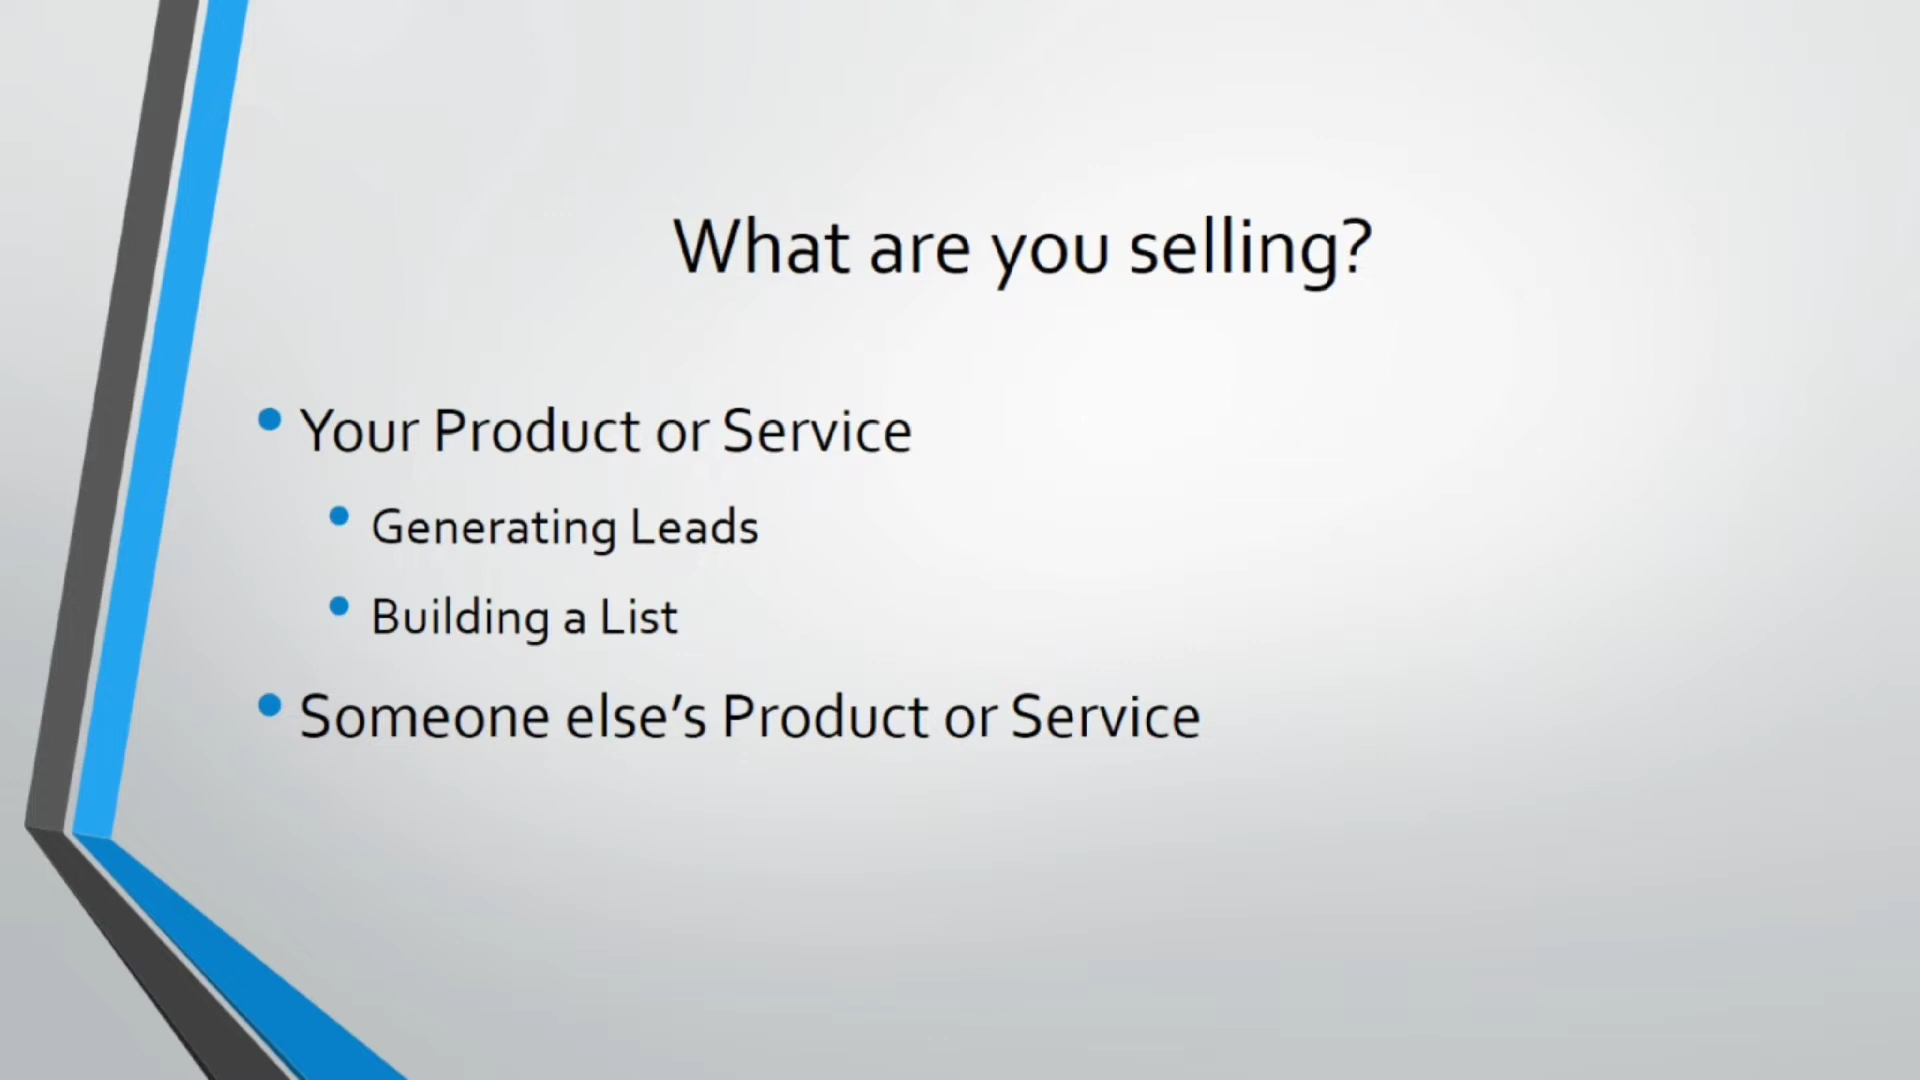 What are you selling?
Your Product or Service
Generating Leads
Building a List
Someone else’s Product or Service